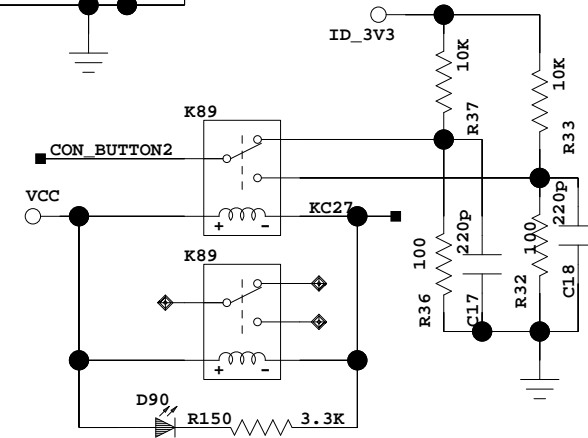 ID_3V3
10K
R37
10K
R33
K89
CON_BUTTON2
VCC
KC27
+ -
K89
+ -
D90
R150
3.3K
100
R36
220p
C17
100
R32
220p
C18